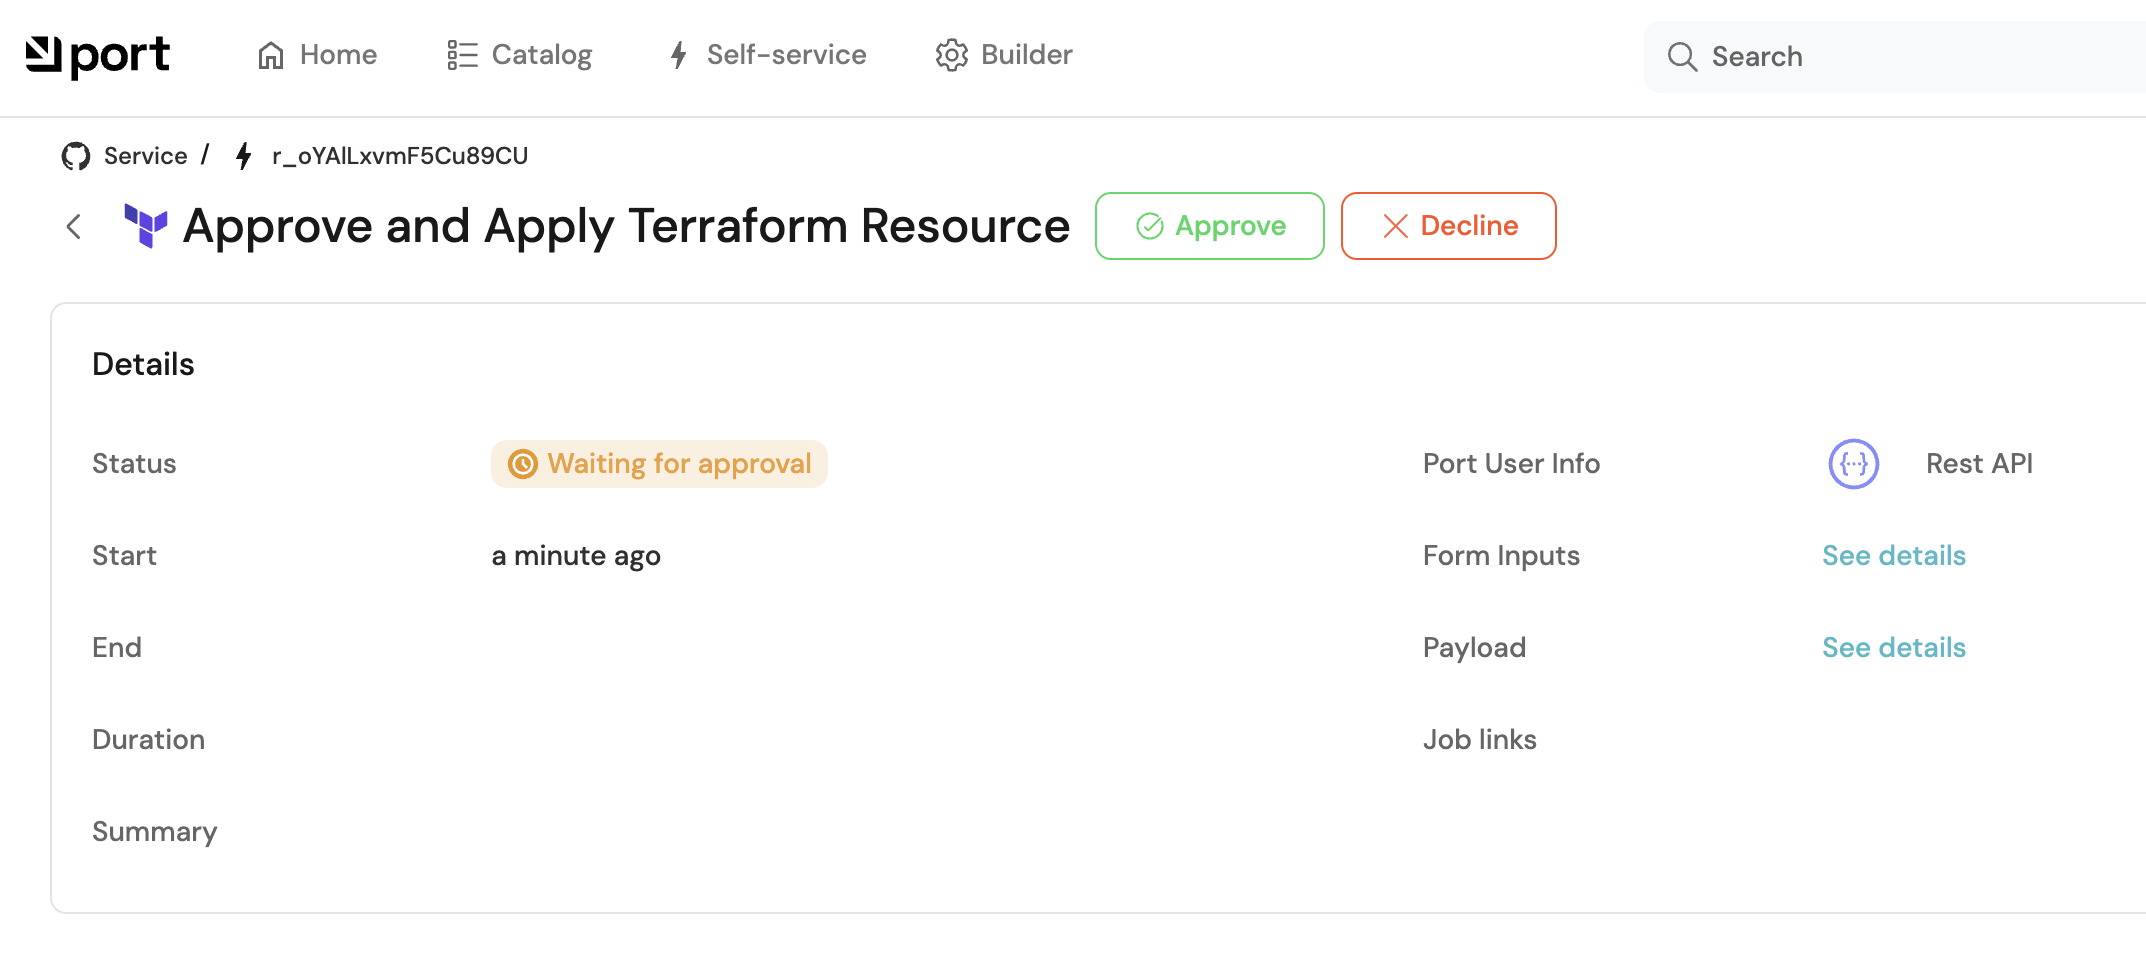 port
Home
Catalog
Self-service
Builder
Search
Service / r_oYAlLxvmF5Cu89CU
Approve and Apply Terraform Resource
Approve
Decline
Details
Status
Waiting for approval
Port User Info
Rest API
Start
a minute ago
Form Inputs
See details
End
Payload
See details
Duration
Job links
Summary